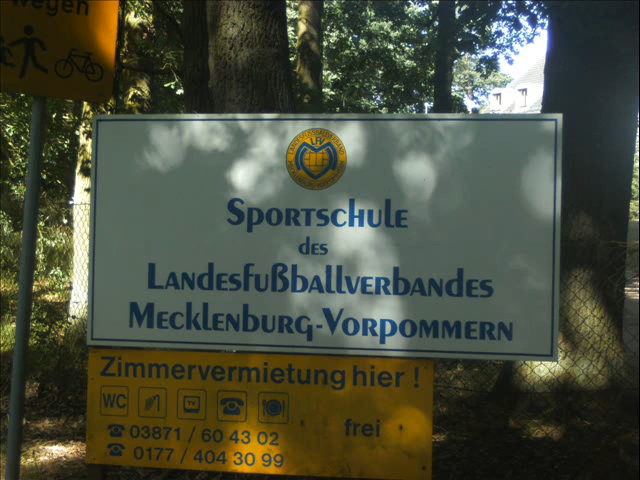 wegen
LFV
Sportschule
des
Landesfußballverbandes
Mecklenburg-Vorpommern
Zimmervermietung hier !
WC TV
03871 / 60 43 02 frei
0177 / 404 30 99